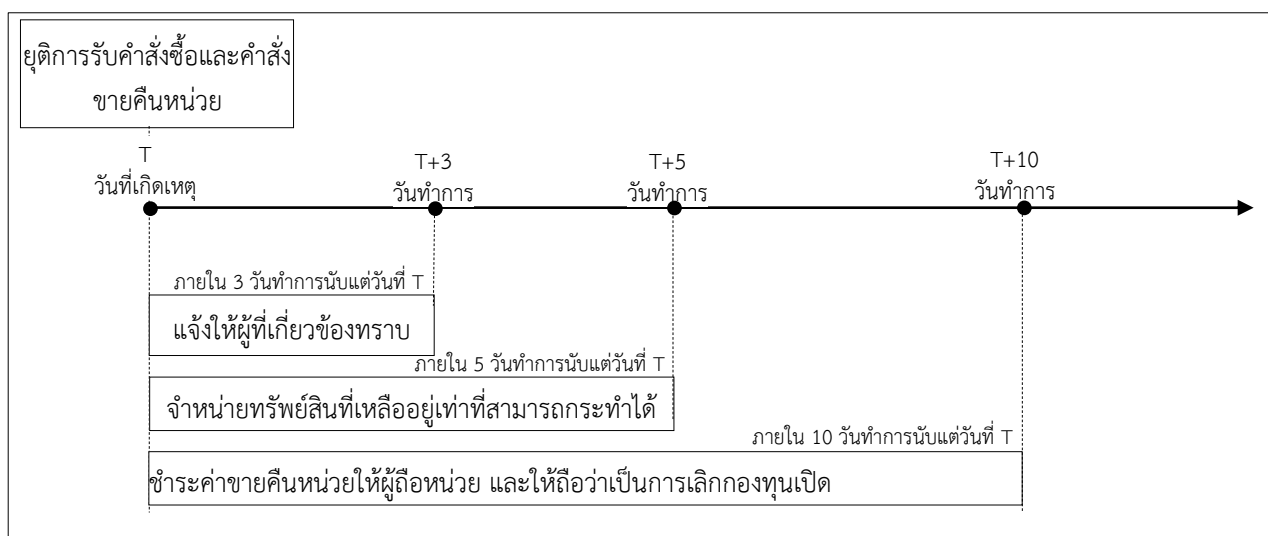 ยุติการรับคำสั่งซื้อและคำสั่ง
ขายคืนหน่วย
T
วันที่เกิดเหตุ
T+3
วันทำการ
T+5
วันทำการ
T+10
วันทำการ
ภายใน 3 วันทำการนับแต่วันที่ T
แจ้งให้ผู้ที่เกี่ยวข้องทราบ
ภายใน 5 วันทำการนับแต่วันที่ T
จำหน่ายทรัพย์สินที่เหลืออยู่เท่าที่สามารถกระทำได้
ภายใน 10 วันทำการนับแต่วันที่ T
ชำระค่าขายคืนหน่วยให้ผู้ถือหน่วย และให้ถือว่าเป็นการเลิกกองทุนเปิด